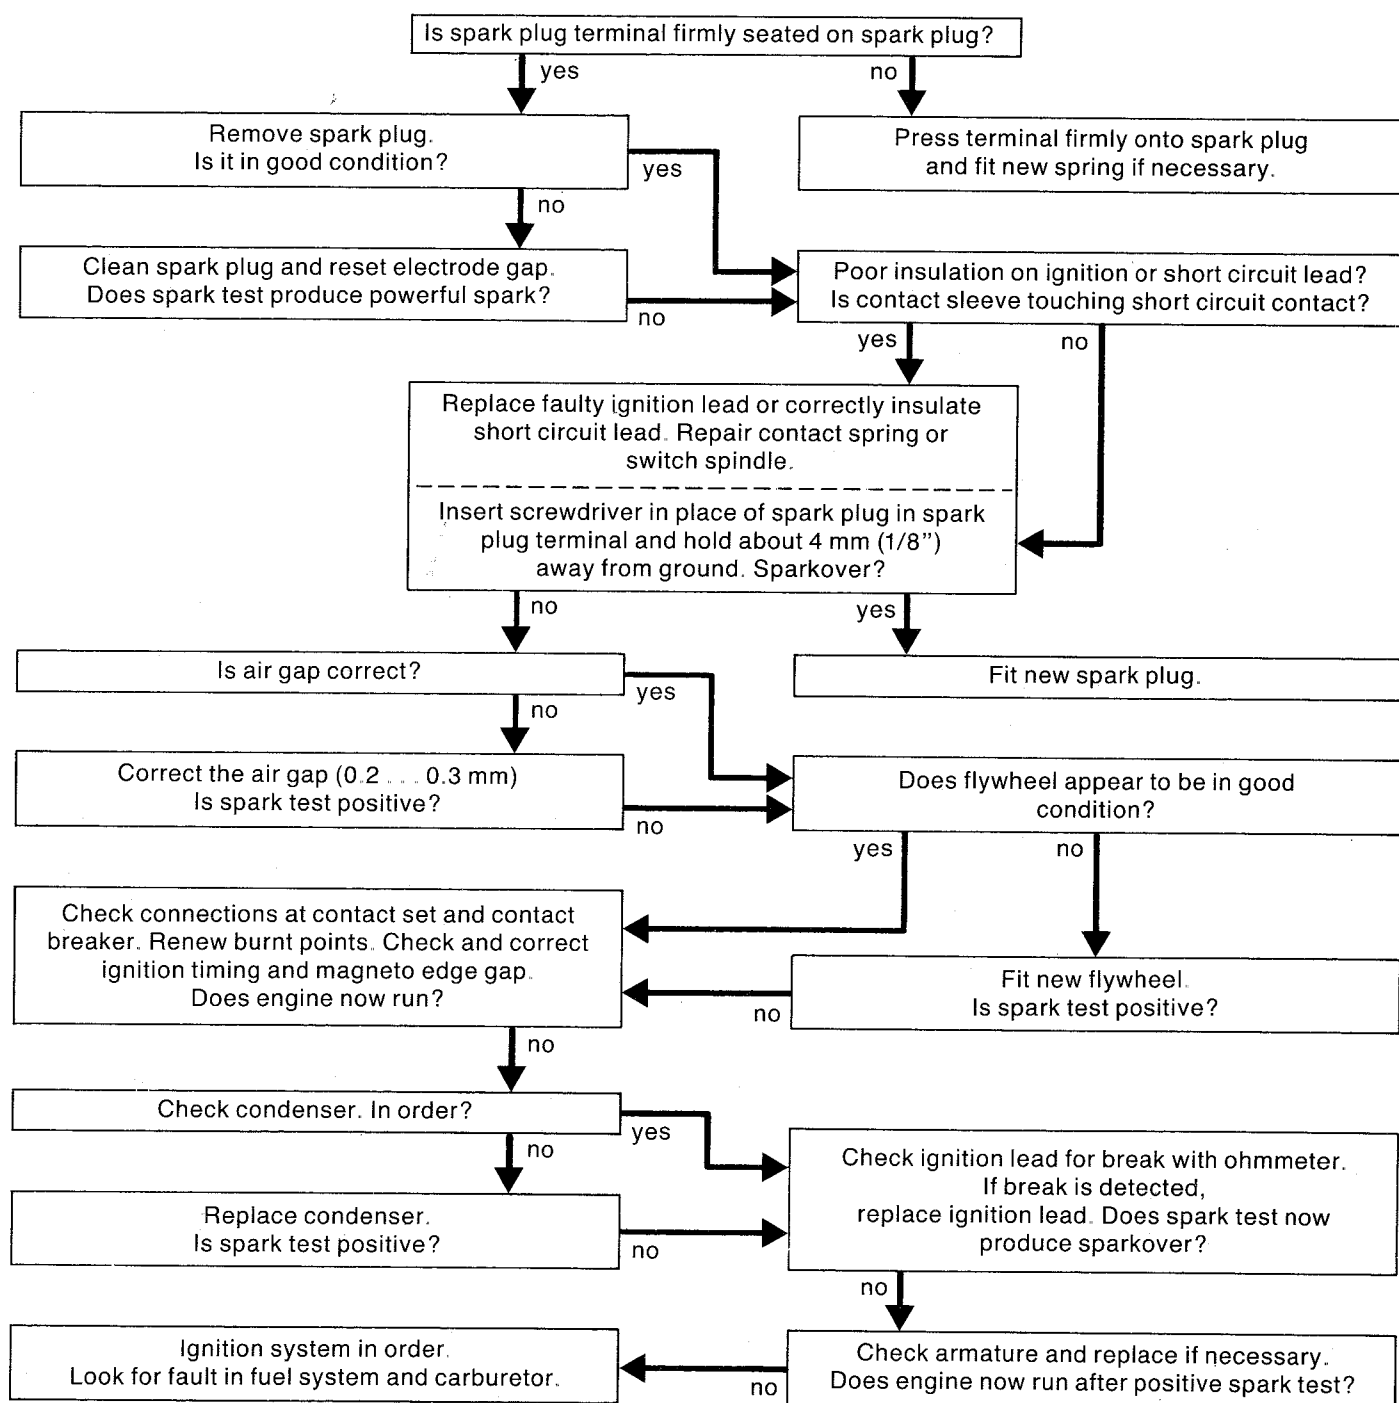 Is spark plug terminal firmly seated on spark plug?
yes
no
Remove spark plug.
Is it in good condition?
yes
Press terminal firmly onto spark plug
and fit new spring if necessary.
no
Clean spark plug and reset electrode gap.
Does spark test produce powerful spark?
no
Poor insulation on ignition or short circuit lead?
Is contact sleeve touching short circuit contact?
yes
no
Replace faulty ignition lead or correctly insulate
short circuit lead. Repair contact spring or
switch spindle.
Insert screwdriver in place of spark plug in spark
plug terminal and hold about 4 mm (1/8”)
away from ground. Sparkover?
no
yes
Is air gap correct?
yes
Fit new spark plug.
no
Correct the air gap (0.2 ... 0.3 mm)
Is spark test positive?
no
Does flywheel appear to be in good
condition?
yes
no
Check connections at contact set and contact
breaker. Renew burnt points. Check and correct
ignition timing and magneto edge gap.
Does engine now run?
Fit new flywheel.
Is spark test positive?
no
no
Check condenser. In order?
yes
no
Check ignition lead for break with ohmmeter.
If break is detected,
replace ignition lead. Does spark test now
produce sparkover?
Replace condenser.
Is spark test positive?
no
no
Ignition system in order.
Look for fault in fuel system and carburetor.
Check armature and replace if necessary.
Does engine now run after positive spark test?
no